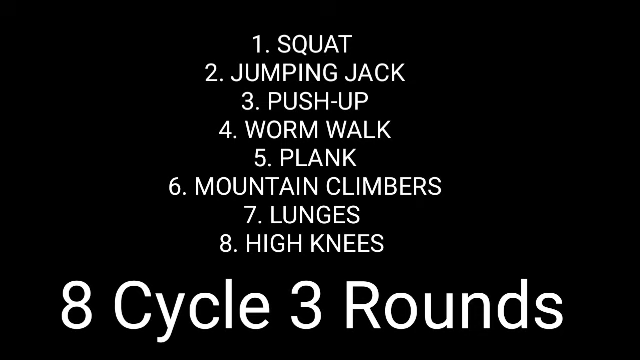 1. SQUAT
2. JUMPING JACK
3. PUSH-UP
4. WORM WALK
5. PLANK
6. MOUNTAIN CLIMBERS
7. LUNGES
8. HIGH KNEES
8 Cycle 3 Rounds